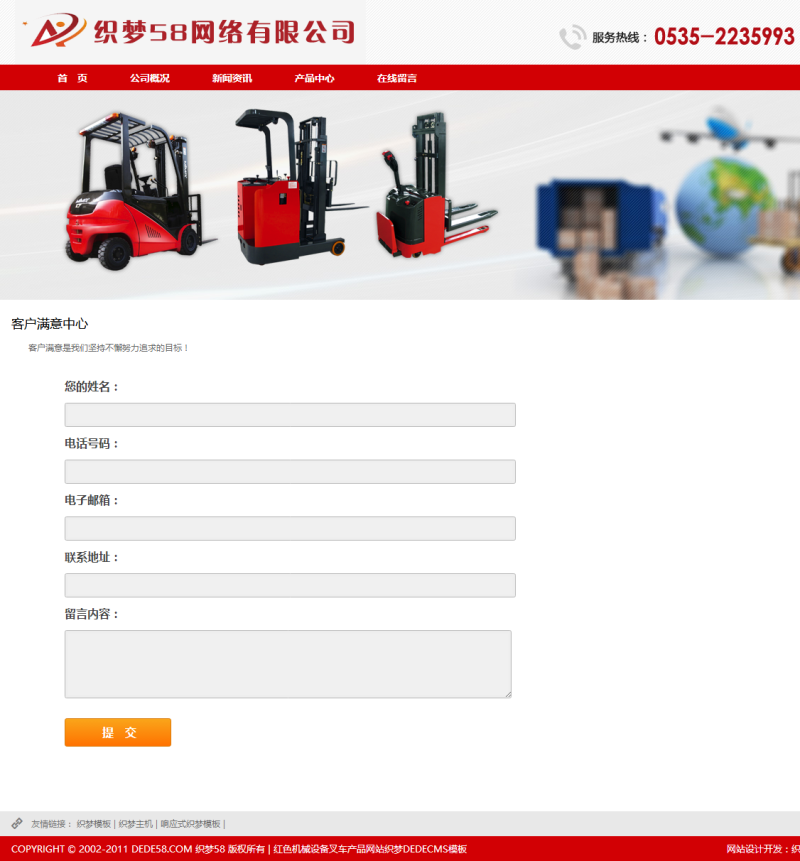 织梦58网络有限公司
服务热线： 0535-2235993
首 页 公司概况 新闻资讯 产品中心 在线留言
客户满意中心
客户满意是我们坚持不懈努力追求的目标！
您的姓名：
电话号码：
电子邮箱：
联系地址：
留言内容：
提 交
友情链接： 织梦模板 | 织梦主机 | 响应式织梦模板 |
COPYRIGHT © 2002-2011 DEDE58.COM 织梦58 版权所有 | 红色机械设备叉车产品网站织梦DEDECMS模板 网站设计开发：织